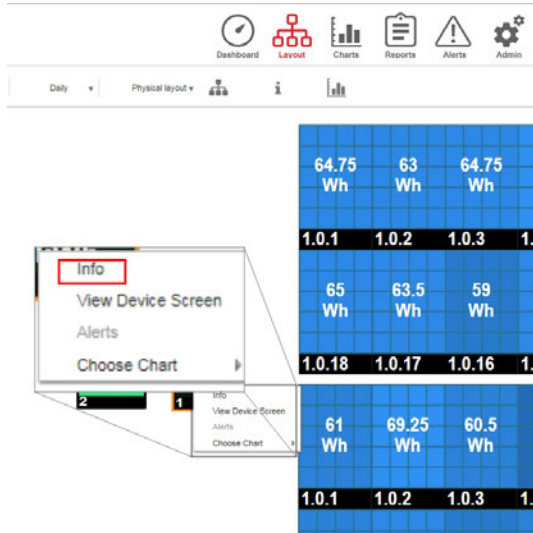 Dashboard Layout Charts Reports Alerts Admin
Daily Physical layout
64.75 63 64.75
Wh Wh Wh
1.0.1 1.0.2 1.0.3 1.
Info
View Device Screen
Alerts
Choose Chart
65 63.5 59
Wh Wh Wh
1.0.18 1.0.17 1.0.16 1.
2 1
Info
View Device Screen
Alerts
Choose Chart
61 69.25 60.5
Wh Wh Wh
1.0.1 1.0.2 1.0.3 1.